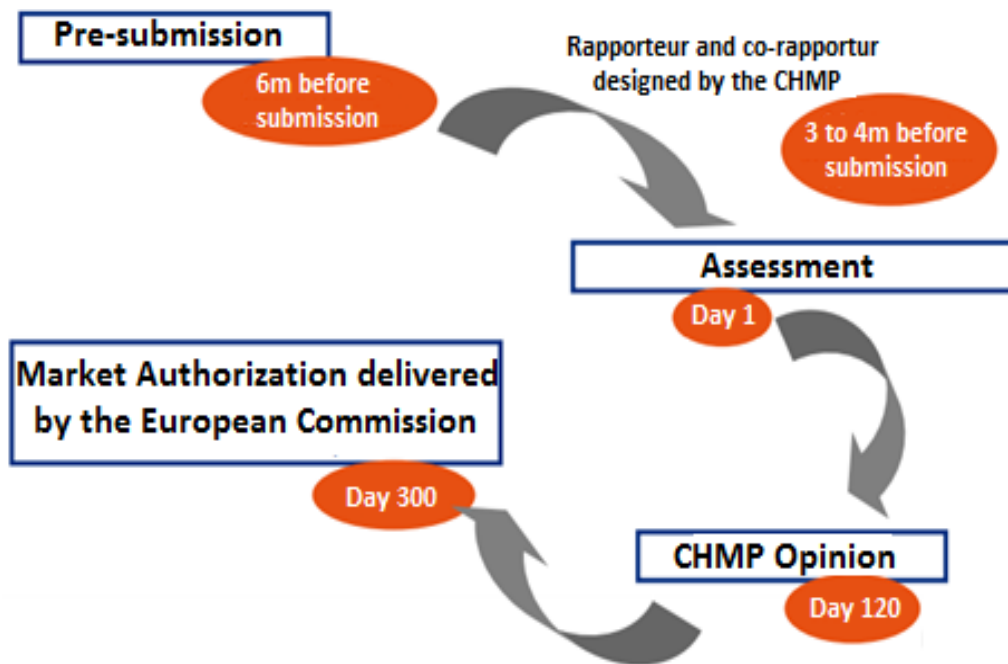 Pre-submission
6m before
submission
Rapporteur and co-rapportur
designed by the CHMP
3 to 4m before
submission
Assessment
Day 1
Market Authorization delivered
by the European Commission
Day 300
CHMP Opinion
Day 120